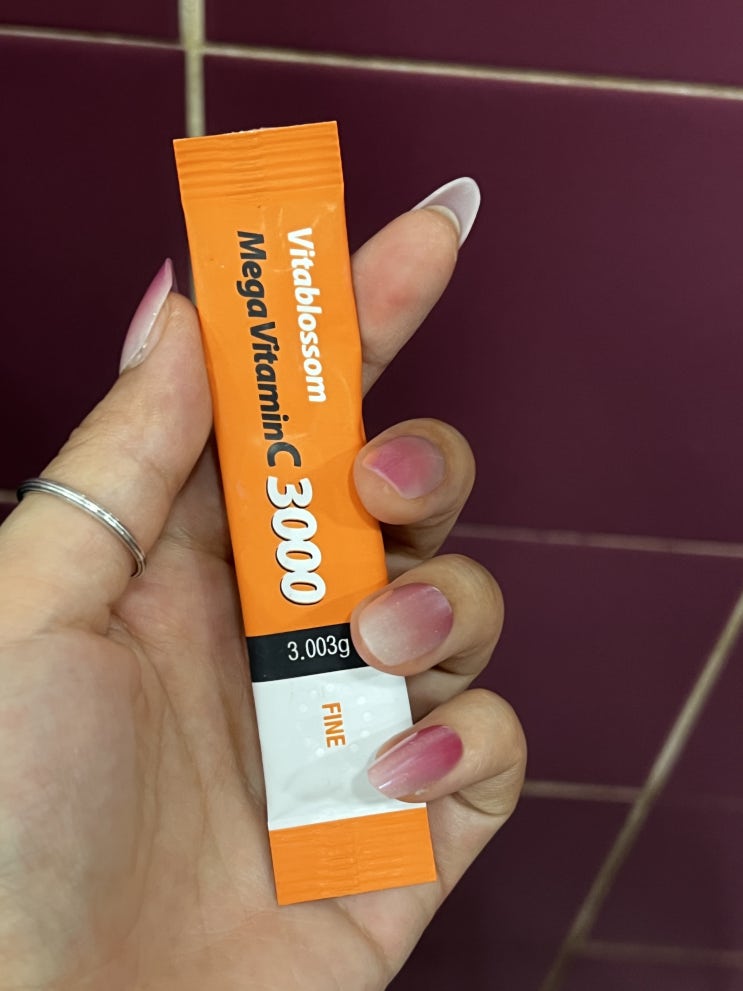 Vitablossom
Mega Vitamin C 3000
3.003g
FINE